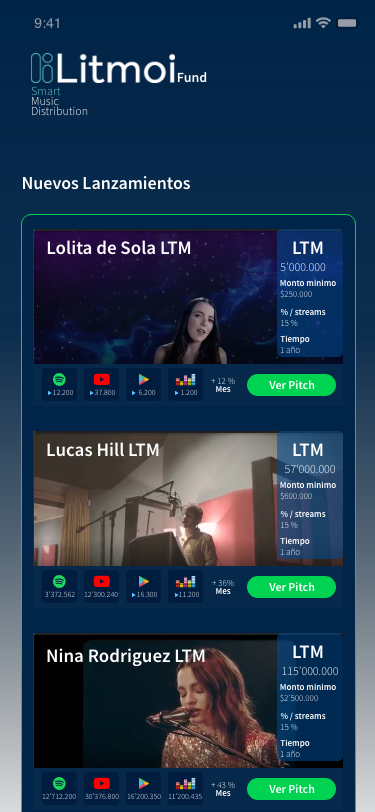 9:41
Litmoi Fund
Smart
Music
Distribution
Nuevos Lanzamientos
Lolita de Sola LTM
LTM
5'000.000
Monto minimo
$250.000
% / streams
15 %
Tiempo
1 año
12.200
37.800
6.200
1.200
+ 12 %
Mes
Ver Pitch
Lucas Hill LTM
LTM
57'000.000
Monto minimo
$600.000
% / streams
15 %
Tiempo
1 año
3'372.562
12'300.240
16.300
11.200
+ 36%
Mes
Ver Pitch
Nina Rodriguez LTM
LTM
115'000.000
Monto minimo
$2'500.000
% / streams
15 %
Tiempo
1 año
12'712.200
30'376.800
16'200.350
11'200.435
+ 43 %
Mes
Ver Pitch